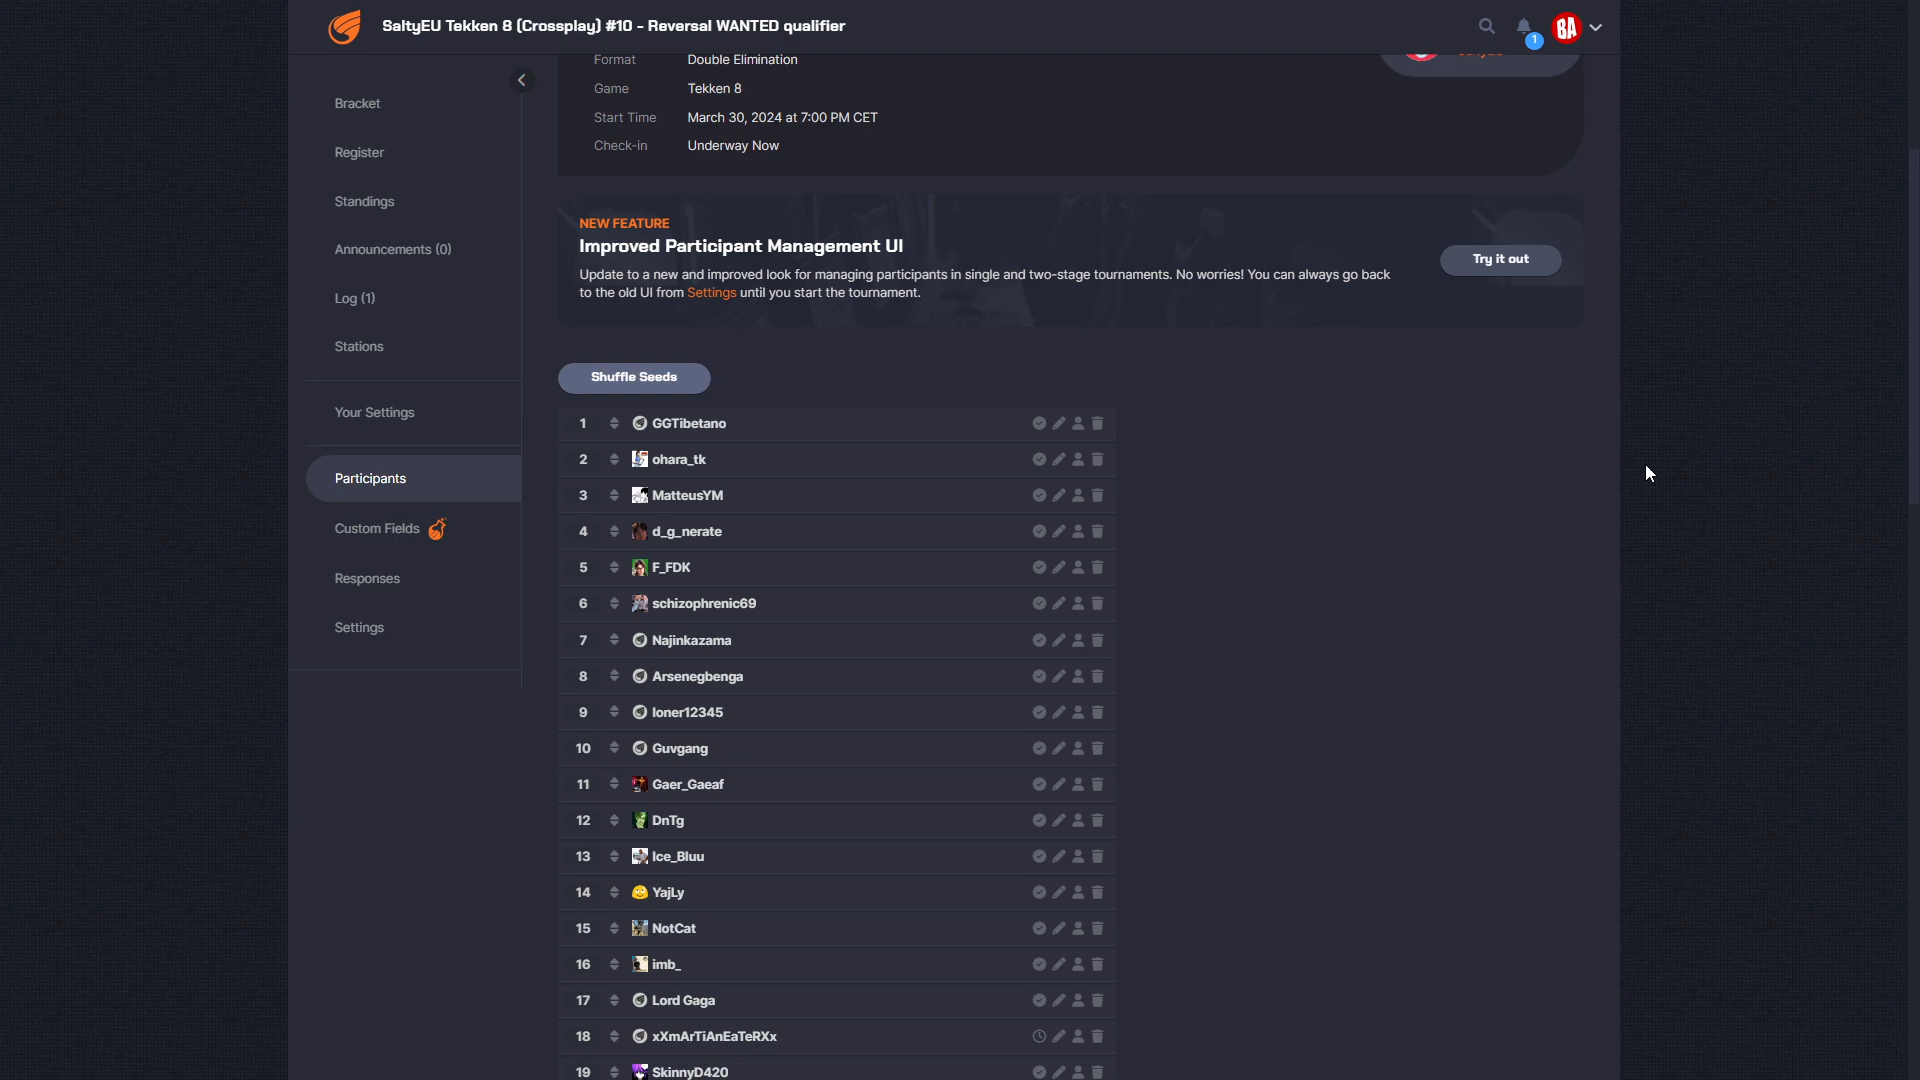 SaltyEU Tekken 8 (Crossplay) #10 - Reversal WANTED qualifier
1
BA
Format Double Elimination
Game Tekken 8
Start Time March 30, 2024 at 7:00 PM CET
Check-in Underway Now
Bracket
Register
Standings
Announcements (0)
Log (1)
Stations
Your Settings
Participants
Custom Fields
Responses
Settings
NEW FEATURE
Improved Participant Management UI
Update to a new and improved look for managing participants in single and two-stage tournaments. No worries! You can always go back
to the old UI from Settings until you start the tournament.
Try it out
Shuffle Seeds
1 GGTibetano
2 ohara_tk
3 MatteusYM
4 d_g_nerate
5 F_FDK
6 schizophrenic69
7 Najinkazama
8 Arsenegbenga
9 loner12345
10 Guvgang
11 Gaer_Gaeaf
12 DnTg
13 Ice_Bluu
14 YajLy
15 NotCat
16 imb_
17 Lord Gaga
18 xXmArTiAnEaTeRXx
19 SkinnyD420